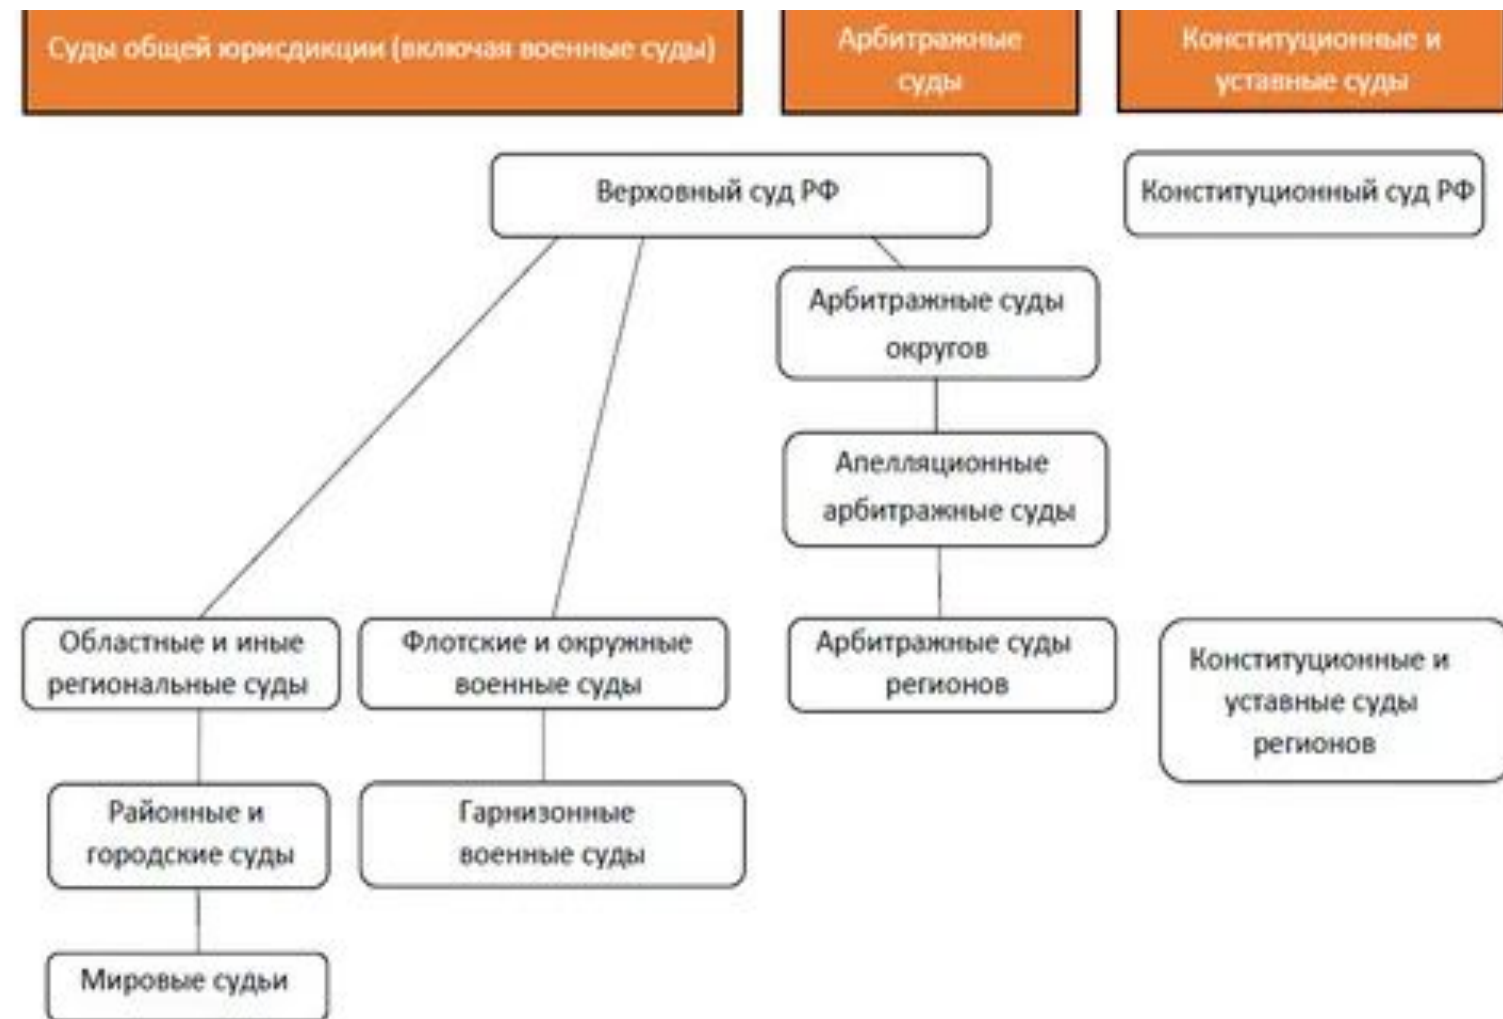 Суды общей юрисдикции (включая военные суды)
Арбитражные
суды
Конституционные и
уставные суды
Верховный суд РФ
Конституционный суд РФ
Арбитражные суды
округов
Апелляционные
арбитражные суды
Областные и иные
региональные суды
Флотские и окружные
военные суды
Арбитражные суды
регионов
Конституционные и
уставные суды
регионов
Районные и
городские суды
Гарнизонные
военные суды
Мировые судьи